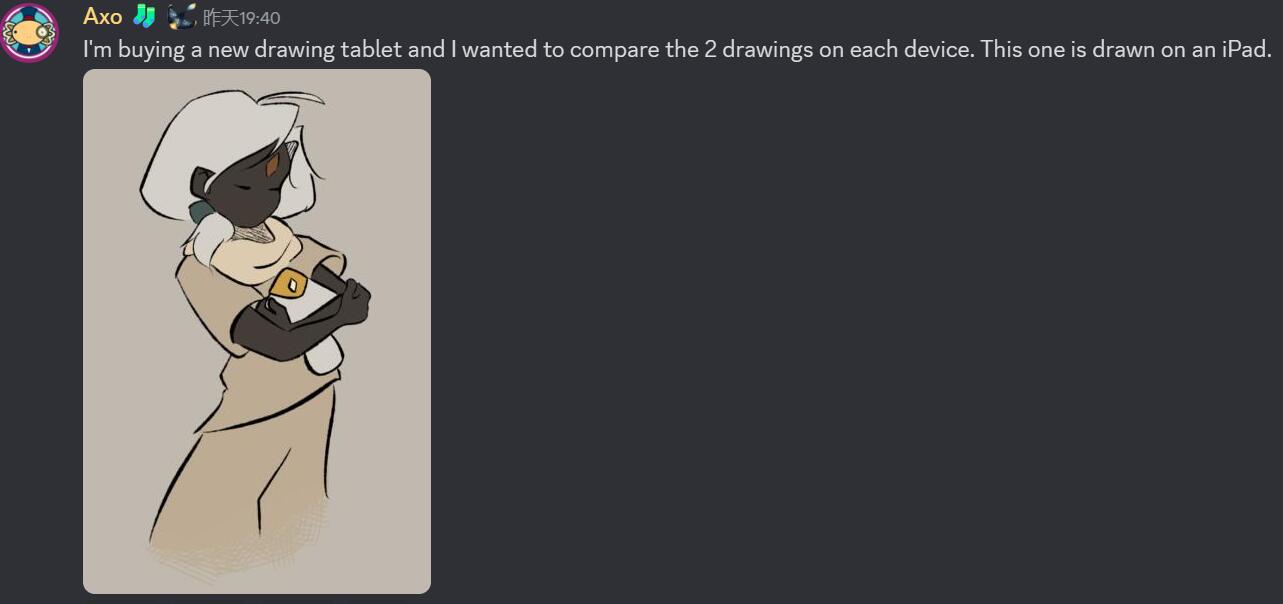 Axo 昨天19:40
I'm buying a new drawing tablet and I wanted to compare the 2 drawings on each device. This one is drawn on an iPad.